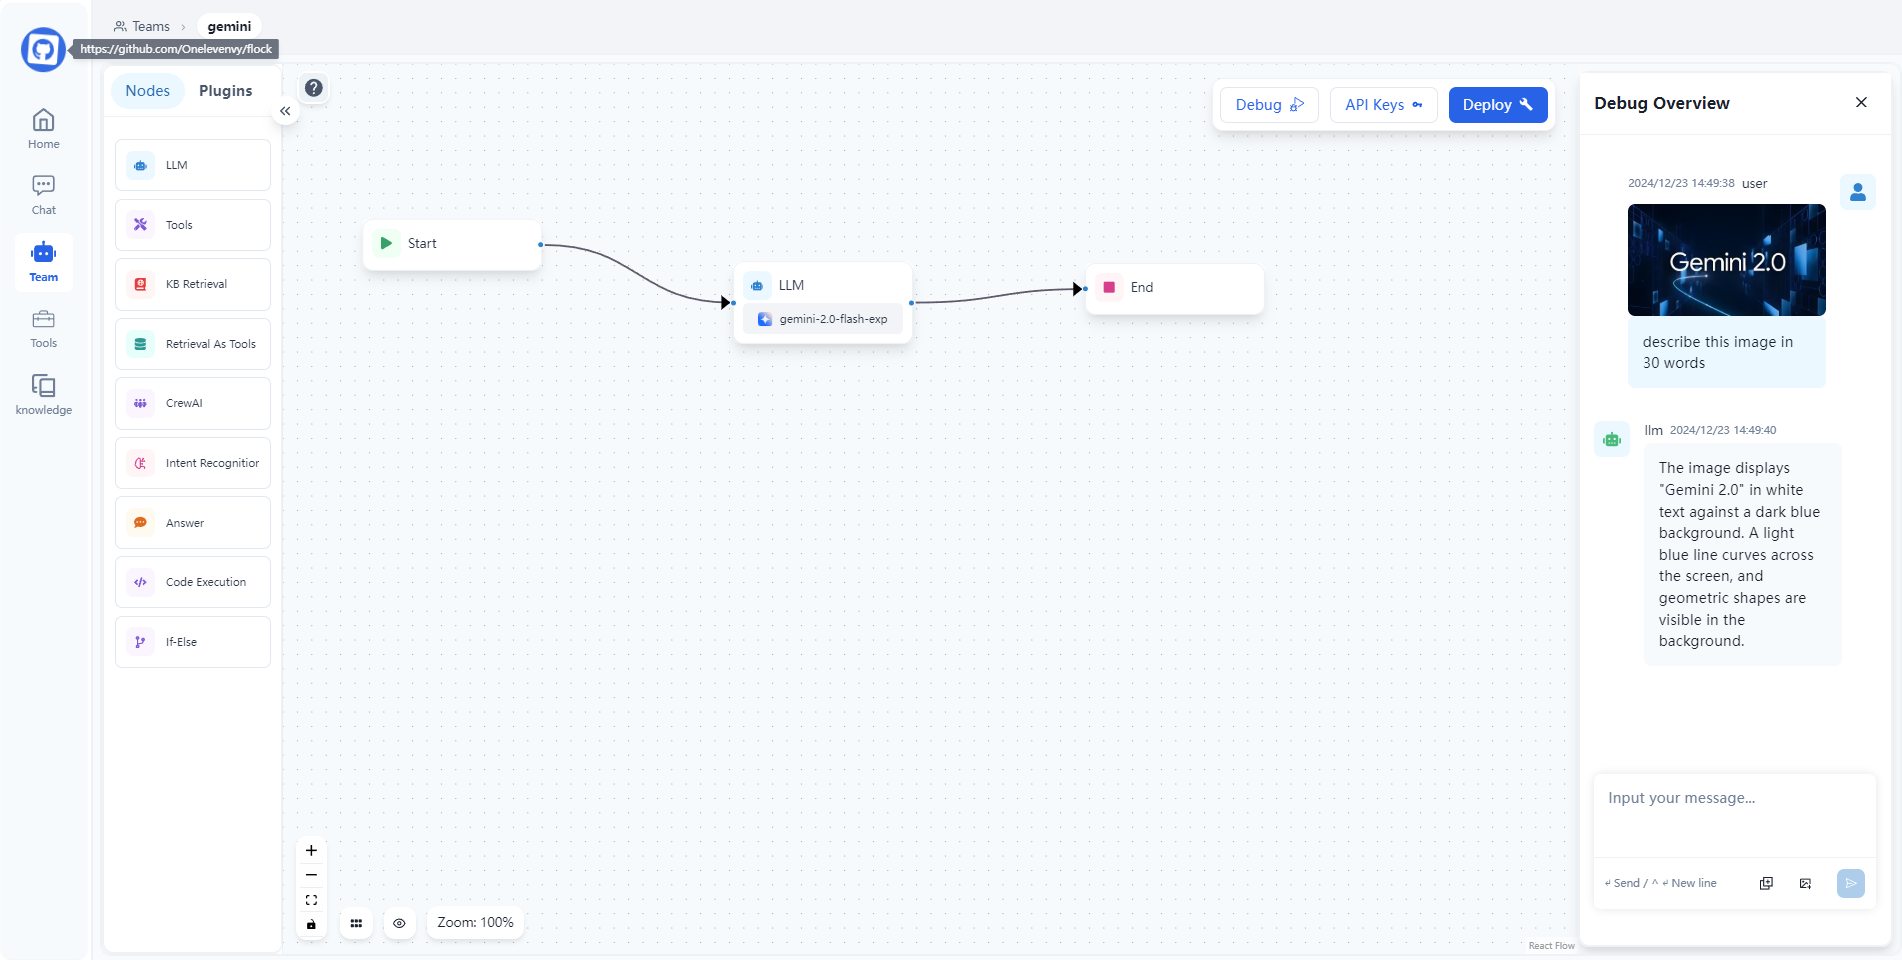 Teams › gemini
https://github.com/Onelevenvy/flock
Home
Chat
Team
Tools
knowledge
Nodes
Plugins
LLM
Tools
KB Retrieval
Retrieval As Tools
CrewAI
Intent Recognition
Answer
Code Execution
If-Else
Start
LLM
gemini-2.0-flash-exp
End
Debug
API Keys
Deploy
Zoom: 100%
React Flow
Debug Overview
2024/12/23 14:49:38 user
Gemini 2.0
describe this image in
30 words
llm 2024/12/23 14:49:40
The image displays
"Gemini 2.0" in white
text against a dark blue
background. A light
blue line curves across
the screen, and
geometric shapes are
visible in the
background.
Input your message...
⏎ Send / ^ ⏎ New line